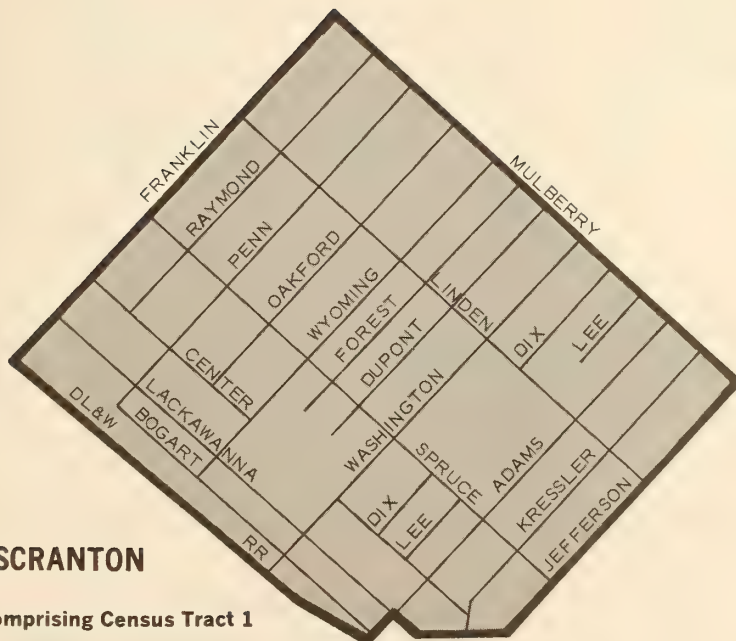 FRANKLIN
MULBERRY
RAYMOND
PENN
OAKFORD
WYOMING
FOREST
DUPONT
LINDEN
DIX
LEE
CENTER
LACKAWANNA
BOGART
DL&W
RR
WASHINGTON
SPRUCE
ADAMS
DIX
LEE
KRESSLER
JEFFERSON
SCRANTON
omprising Census Tract 1